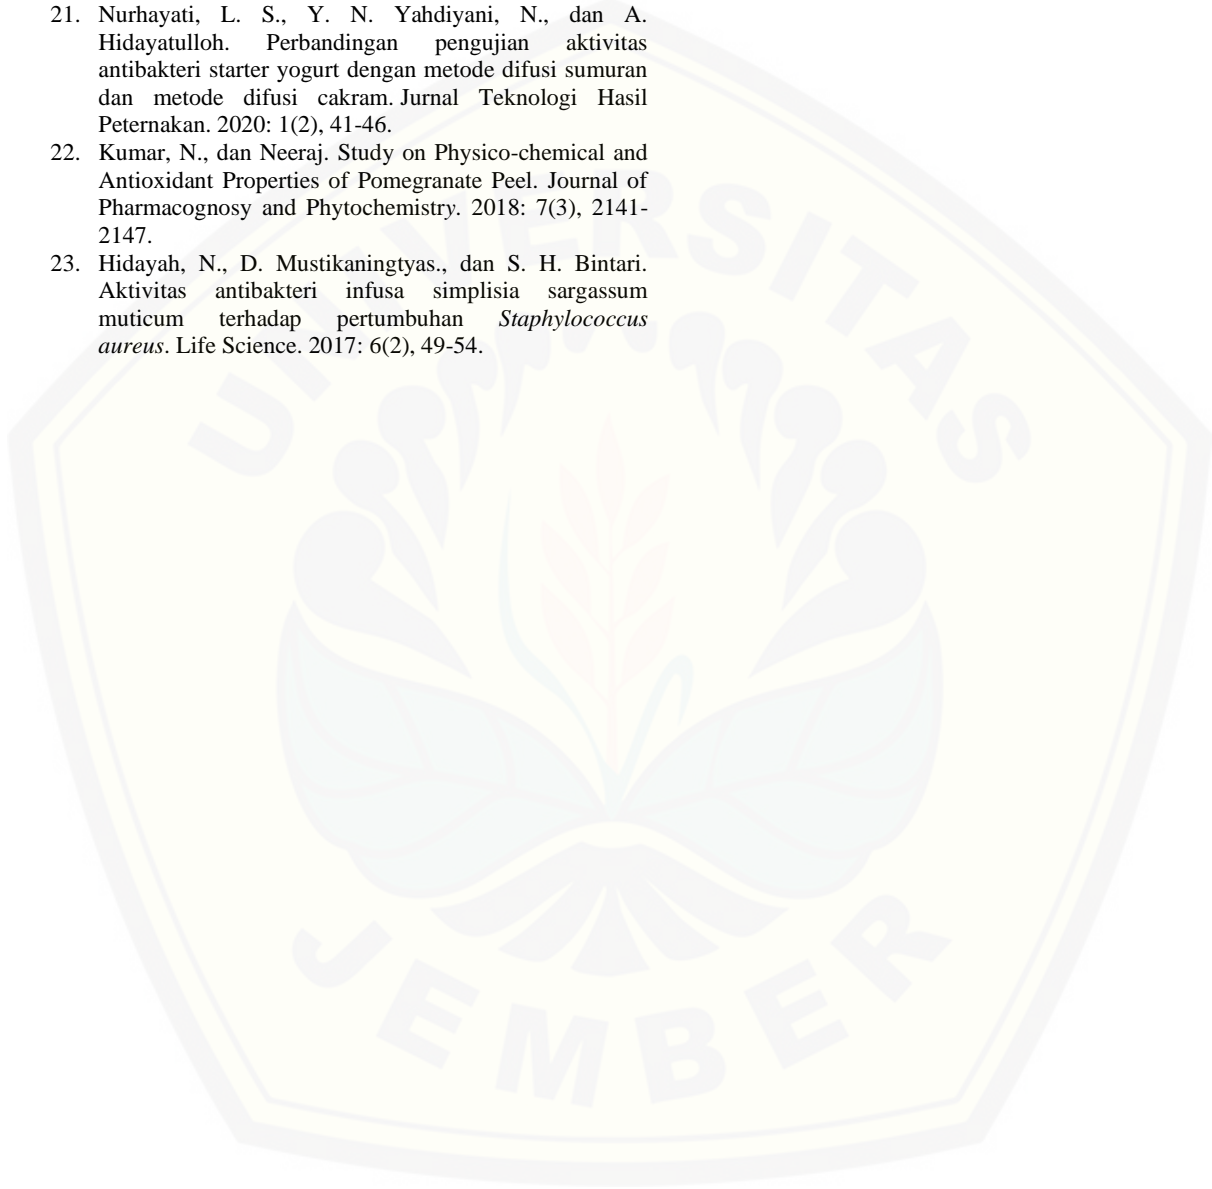 21. Nurhayati, L. S., Y. N. Yahdiyani, N., dan A.
Hidayatulloh. Perbandingan pengujian aktivitas
antibakteri starter yogurt dengan metode difusi sumuran
dan metode difusi cakram. Jurnal Teknologi Hasil
Peternakan. 2020: 1(2), 41-46.
22. Kumar, N., dan Neeraj. Study on Physico-chemical and
Antioxidant Properties of Pomegranate Peel. Journal of
Pharmacognosy and Phytochemistry. 2018: 7(3), 2141-
2147.
23. Hidayah, N., D. Mustikaningtyas., dan S. H. Bintari.
Aktivitas antibakteri infusa simplisia sargassum
muticum terhadap pertumbuhan Staphylococcus
aureus. Life Science. 2017: 6(2), 49-54.
UNIVERSITAS
JEMBER